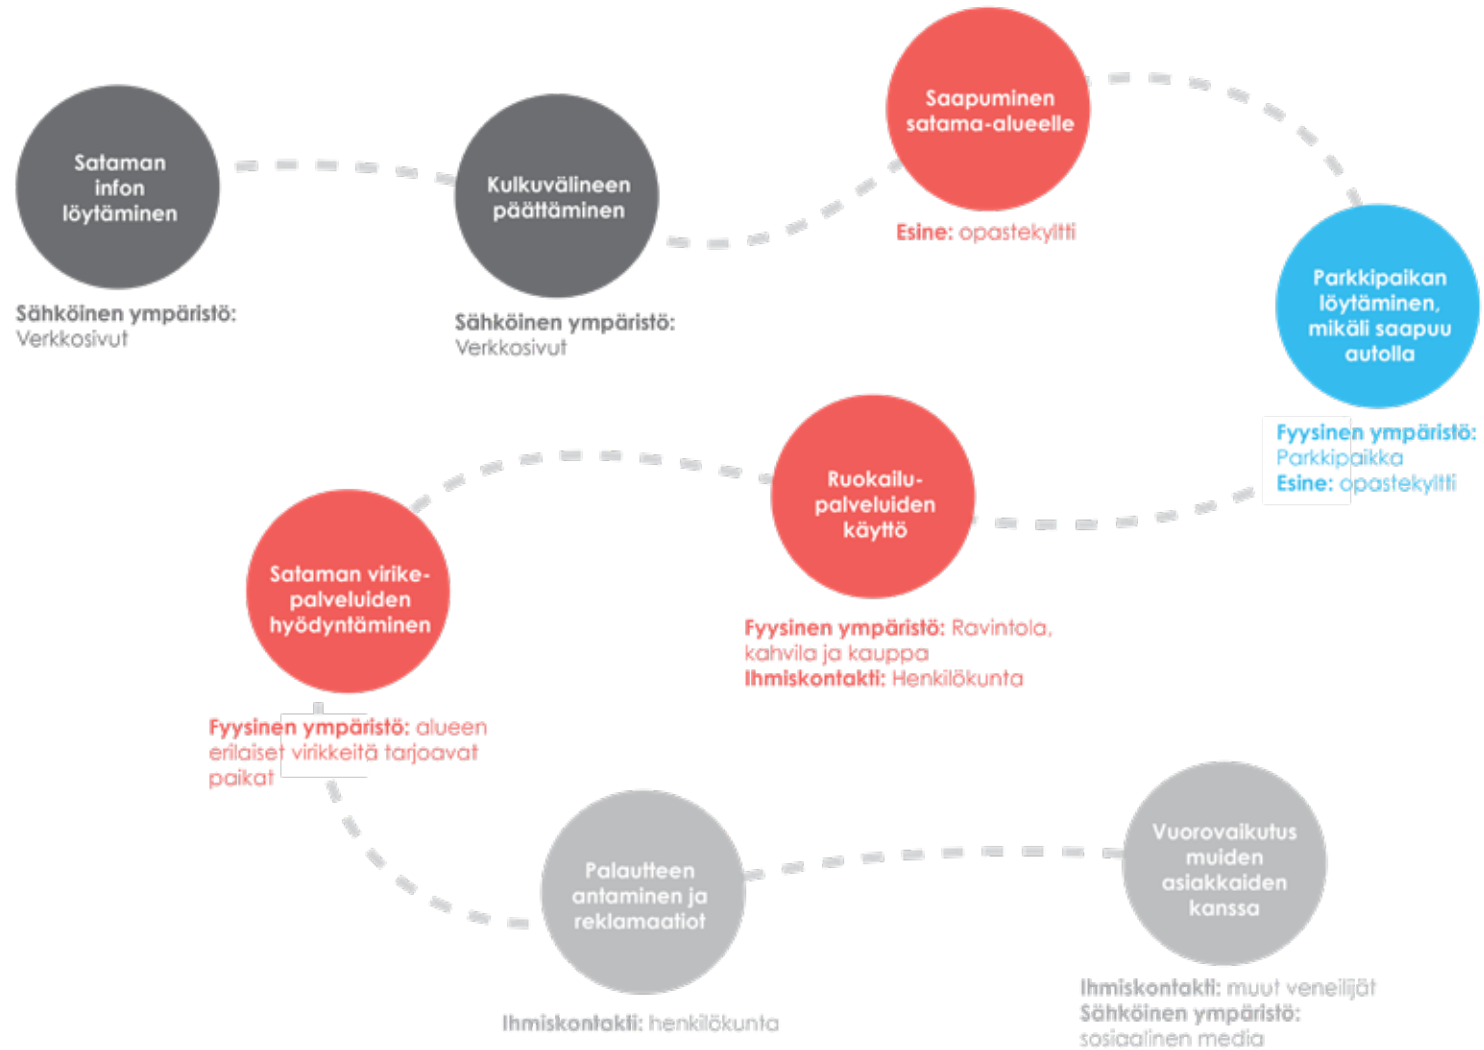 Sataman
infon
löytäminen
Sähköinen ympäristö:
Verkkosivut
Kulkuvälineen
päättäminen
Sähköinen ympäristö:
Verkkosivut
Saapuminen
satama-alueelle
Esine: opastekyltti
Parkkipaikan
löytäminen,
mikäli saapuu
autolla
Fyysinen ympäristö:
Parkkipaikka
Esine: opastekyltti
Ruokailu-
palveluiden
käyttö
Fyysinen ympäristö: Ravintola,
kahvila ja kauppa
Ihmiskontakti: Henkilökunta
Sataman virike-
palveluiden
hyödyntäminen
Fyysinen ympäristö: alueen
erilaiset virikkeitä tarjoavat
paikat
Palautteen
antaminen ja
reklamaatiot
Ihmiskontakti: henkilökunta
Vuorovaikutus
muiden
asiakkaiden
kanssa
Ihmiskontakti: muut veneilijät
Sähköinen ympäristö:
sosiaalinen media